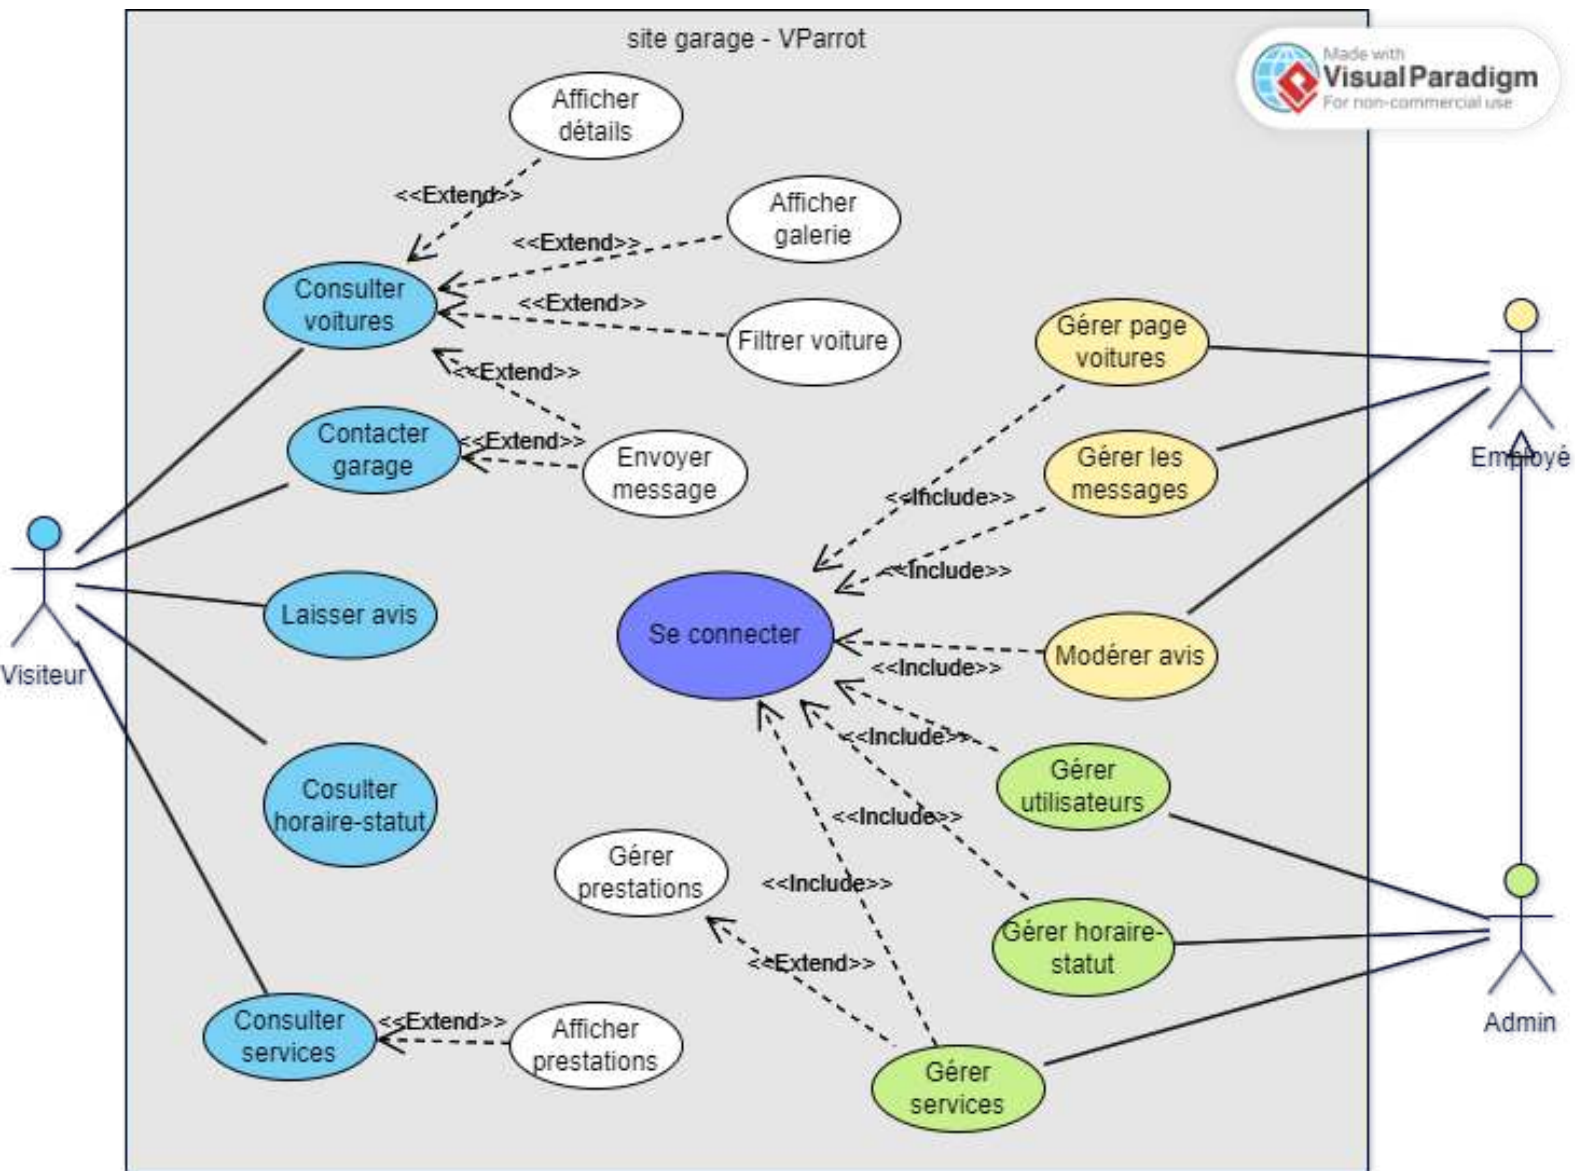 site garage - VParrot
Made with
Visual Paradigm
For non-commercial use
Afficher
détails
<<Extend>>
Afficher
galerie
<<Extend>>
Consulter
voitures
<<Extend>>
Filtrer voiture
Gérer page
voitures
<<Extend>>
Contacter
garage
<<Extend>>
Envoyer
message
Gérer les
messages
Employé
<<Include>>
<<Include>>
Laisser avis
Se connecter
Modérer avis
<<Include>>
Visiteur
<<Include>>
Cosulter
horaire-statut
Gérer
utilisateurs
<<Include>>
Gérer
prestations
<<Include>>
Gérer horaire-
statut
<<Extend>>
Consulter
services
<<Extend>>
Afficher
prestations
Gérer
services
Admin